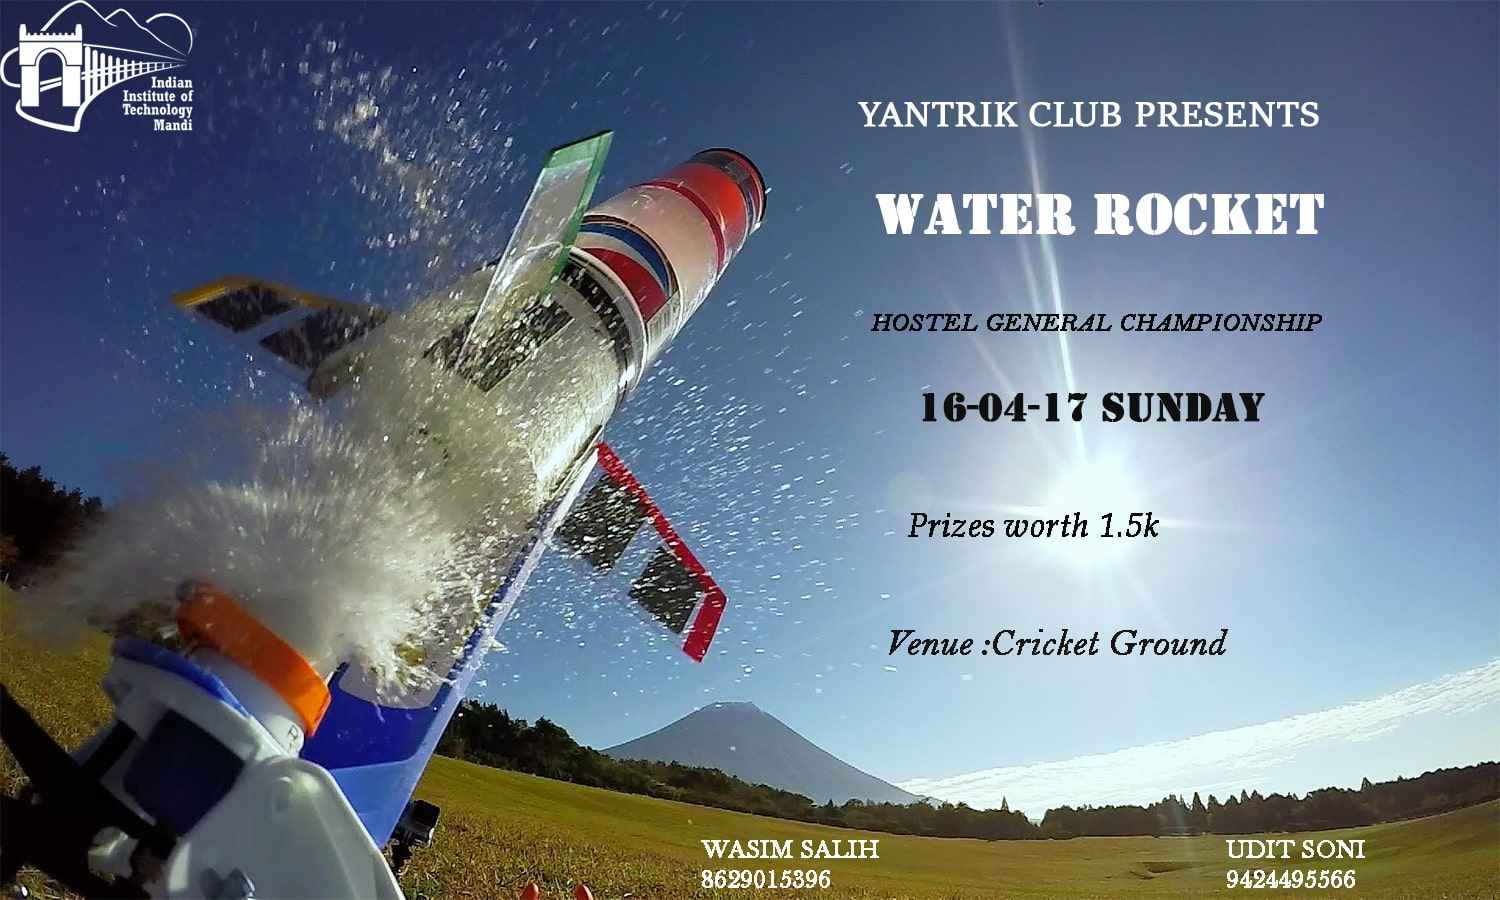 Indian
Institute of
Technology
Mandi
YANTRIK CLUB PRESENTS
WATER ROCKET
HOSTEL GENERAL CHAMPIONSHIP
16-04-17 SUNDAY
Prizes worth 1.5k
Venue :Cricket Ground
WASIM SALIH
8629015396
UDIT SONI
9424495566